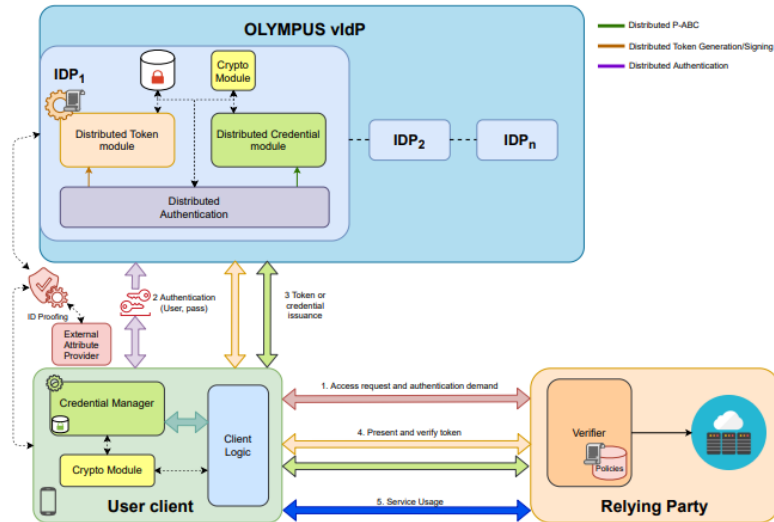 OLYMPUS vIdP
Distributed P-ABC
Distributed Token Generation/Signing
Distributed Authentication
IDP1
Crypto
Module
Distributed Token
module
Distributed Credential
module
IDP2
IDPn
Distributed
Authentication
ID Proofing
External
Attribute
Provider
2 Authentication
(User, pass)
3 Token or
credential
issuance
Credential Manager
Client
Logic
Crypto Module
User client
1. Access request and authentication demand
4. Present and verify token
5. Service Usage
Verifier
Policies
Relying Party